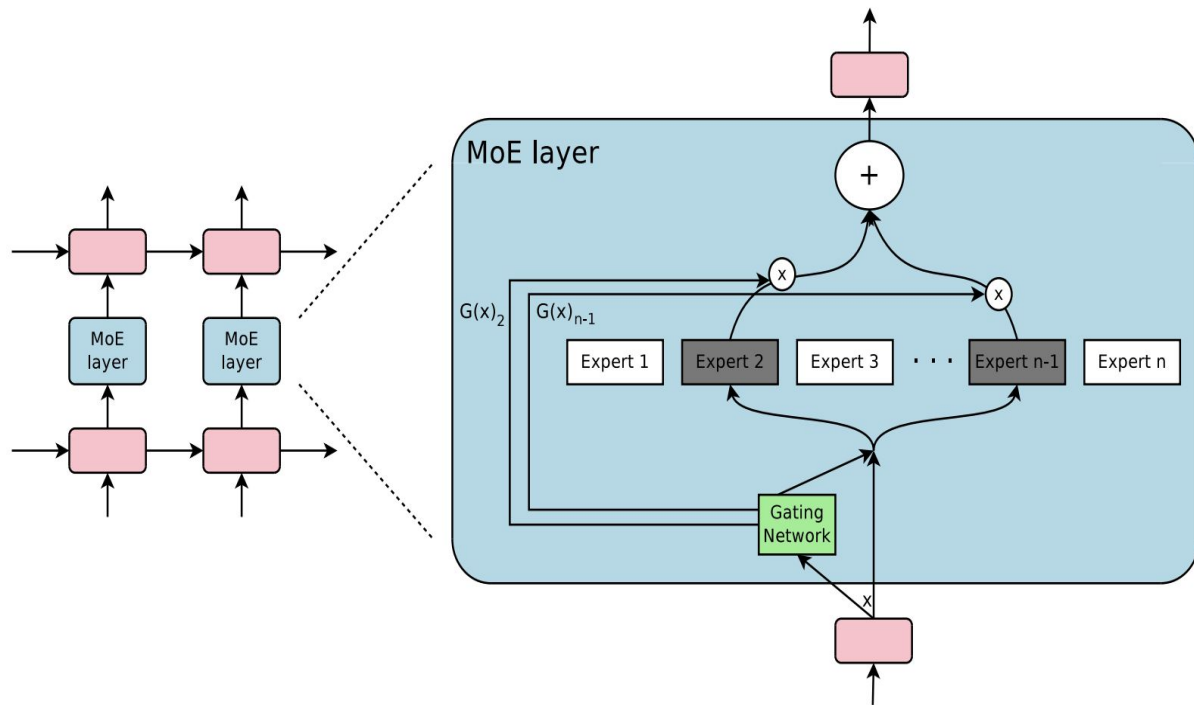 MoE layer
+
x
x
G(x)2
G(x)n-1
MoE
layer
MoE
layer
Expert 1
Expert 2
Expert 3
. . .
Expert n-1
Expert n
Gating
Network
x